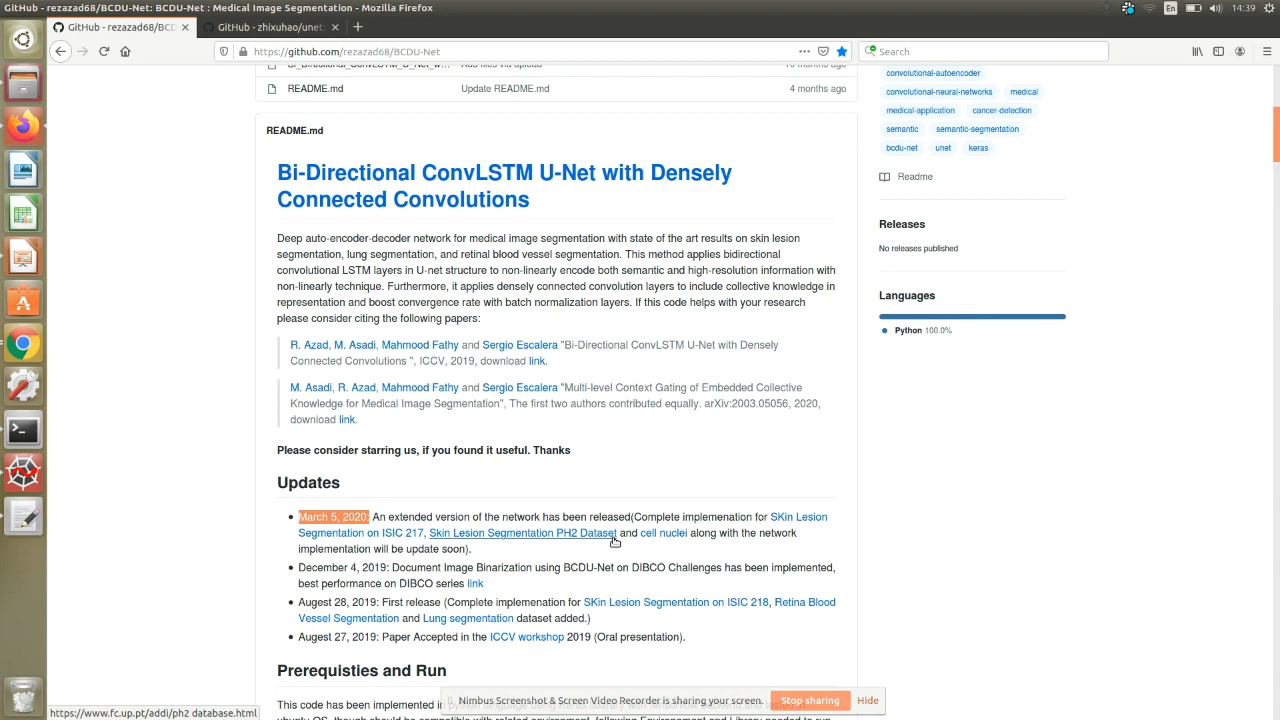 GitHub - rezazad68/BCDU-Net: BCDU-Net : Medical Image Segmentation - Mozilla Firefox
En
14:39
GitHub - rezazad68/BCD
GitHub - zhixuhao/unet:
https://github.com/rezazad68/BCDU-Net
Search
README.md
Update README.md
4 months ago
README.md
Bi-Directional ConvLSTM U-Net with Densely
Connected Convolutions
Deep auto-encoder-decoder network for medical image segmentation with state of the art results on skin lesion
segmentation, lung segmentation, and retinal blood vessel segmentation. This method applies bidirectional
convolutional LSTM layers in U-net structure to non-linearly encode both semantic and high-resolution information with
non-linearly technique. Furthermore, it applies densely connected convolution layers to include collective knowledge in
representation and boost convergence rate with batch normalization layers. If this code helps with your research
please consider citing the following papers:
R. Azad, M. Asadi, Mahmood Fathy and Sergio Escalera "Bi-Directional ConvLSTM U-Net with Densely
Connected Convolutions ", ICCV, 2019, download link.
M. Asadi, R. Azad, Mahmood Fathy and Sergio Escalera "Multi-level Context Gating of Embedded Collective
Knowledge for Medical Image Segmentation", The first two authors contributed equally. arXiv:2003.05056, 2020,
download link.
Please consider starring us, if you found it useful. Thanks
Updates
March 5, 2020: An extended version of the network has been released(Complete implemenation for SKin Lesion
Segmentation on ISIC 217, Skin Lesion Segmentation PH2 Dataset and cell nuclei along with the network
implementation will be update soon).
December 4, 2019: Document Image Binarization using BCDU-Net on DIBCO Challenges has been implemented,
best performance on DIBCO series link
Augest 28, 2019: First release (Complete implemenation for SKin Lesion Segmentation on ISIC 218, Retina Blood
Vessel Segmentation and Lung segmentation dataset added.)
Augest 27, 2019: Paper Accepted in the ICCV workshop 2019 (Oral presentation).
Prerequisties and Run
This code has been implemented in
convolutional-autoencoder
convolutional-neural-networks
medical
medical-application
cancer-detection
semantic
semantic-segmentation
bcdu-net
unet
keras
Readme
Releases
No releases published
Languages
Python 100.0%
Nimbus Screenshot & Screen Video Recorder is sharing your screen.
Stop sharing
Hide
https://www.fc.up.pt/addi/ph2 database.html